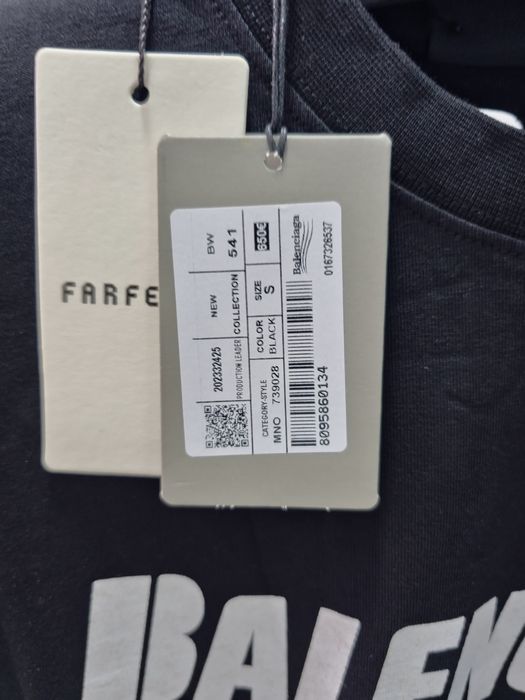 FARFE
202332425
NEW
BW
PRODUCTION LEADER
COLLECTION
541
CATEGORY-STYLE
COLOR
SIZE
850€
MNO 739028
BLACK
S
Balenciaga
8095860134
0167326537
BALENC